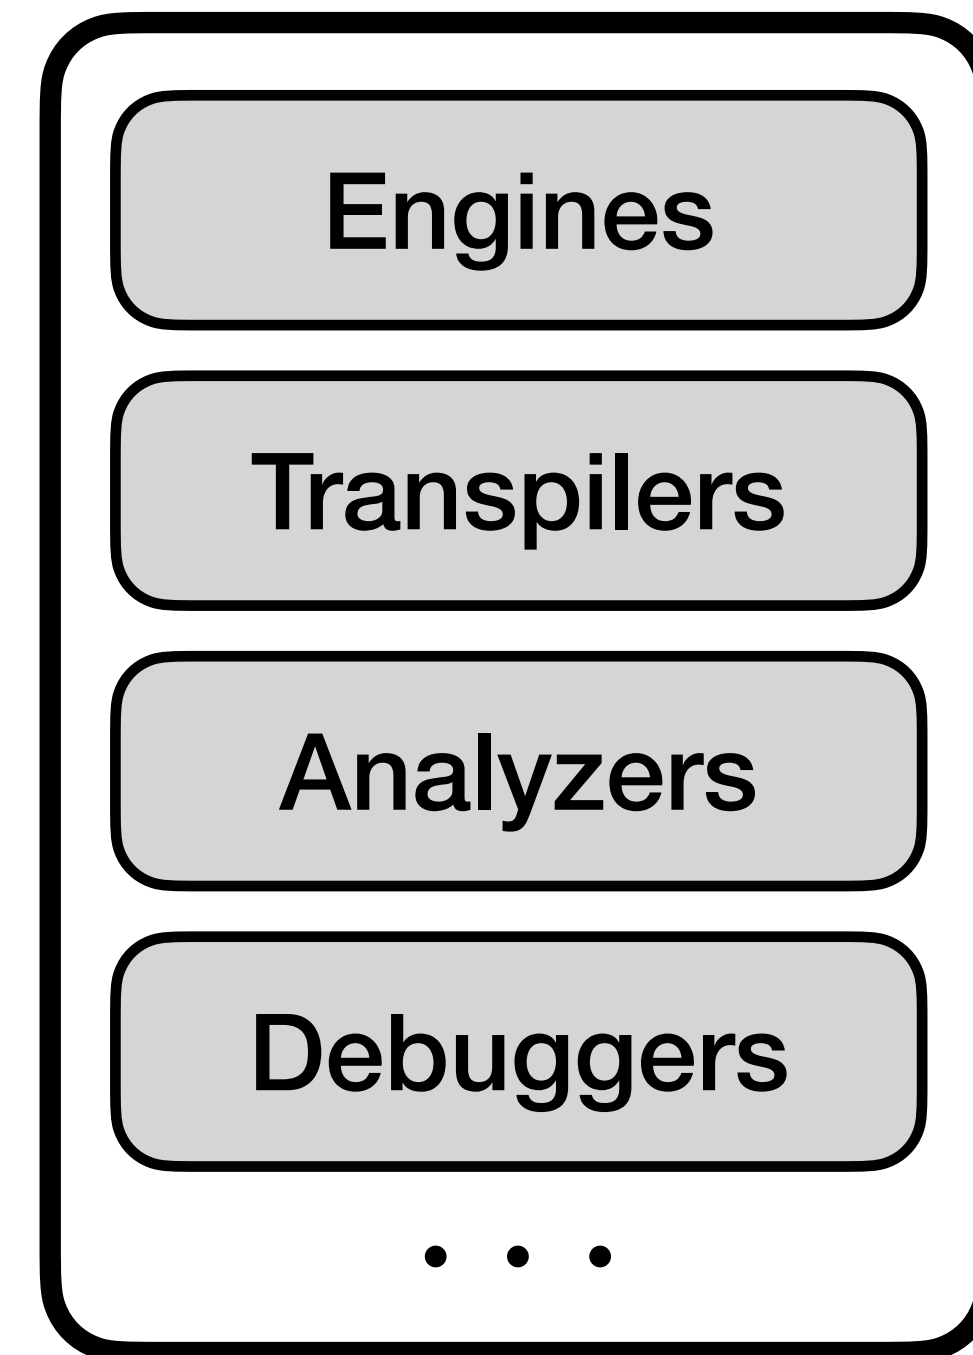 Engines
Transpilers
Analyzers
Debuggers
. . .